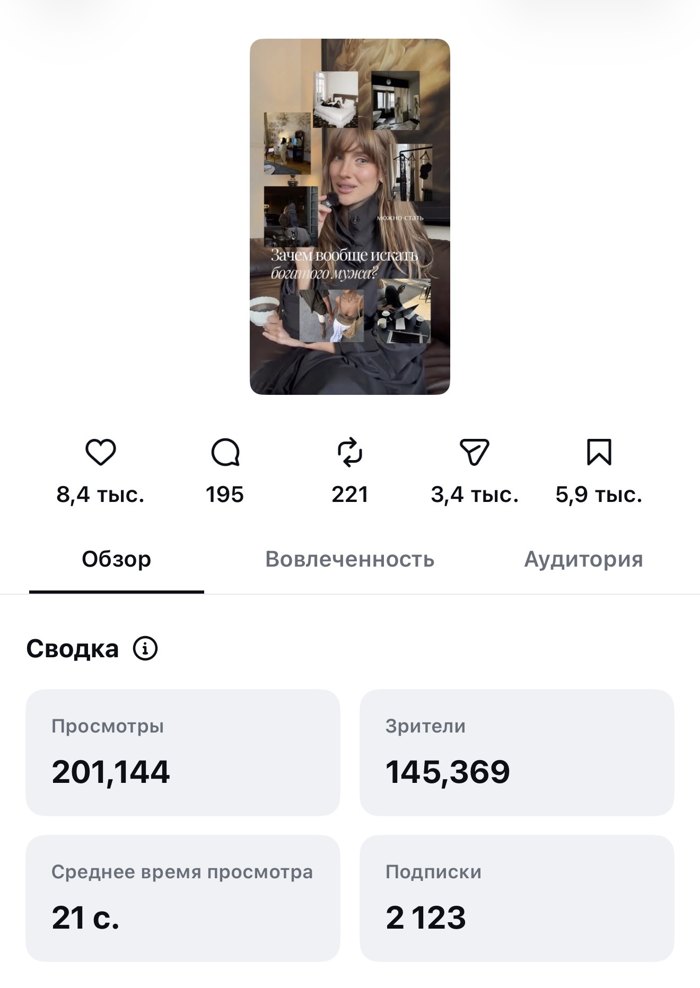 можно стать
Зачем вообще искать
богатого мужа?
8,4 тыс. 195 221 3,4 тыс. 5,9 тыс.
Обзор Вовлеченность Аудитория
Сводка
Просмотры Зрители
201,144 145,369
Среднее время просмотра Подписки
21 с. 2 123